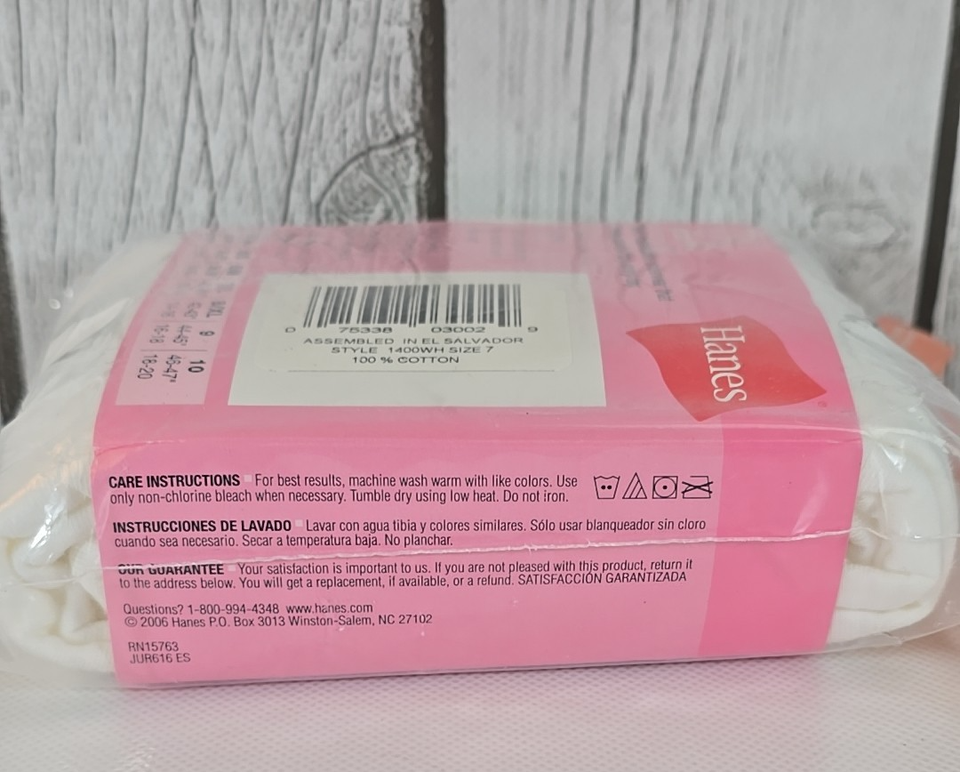 9 10
46-47"
16-18 18-20
0 75338 03002 9
ASSEMBLED IN EL SALVADOR
STYLE 1400WH SIZE 7
100 % COTTON
Hanes
CARE INSTRUCTIONS For best results, machine wash warm with like colors. Use
only non-chlorine bleach when necessary. Tumble dry using low heat. Do not iron.
INSTRUCCIONES DE LAVADO Lavar con agua tibia y colores similares. Sólo usar blanqueador sin cloro
cuando sea necesario. Secar a temperatura baja. No planchar.
OUR GUARANTEE Your satisfaction is important to us. If you are not pleased with this product, return it
to the address below. You will get a replacement, if available, or a refund. SATISFACCIÓN GARANTIZADA
Questions? 1-800-994-4348 www.hanes.com
© 2006 Hanes P.O. Box 3013 Winston-Salem, NC 27102
RN15763
JUR616 ES